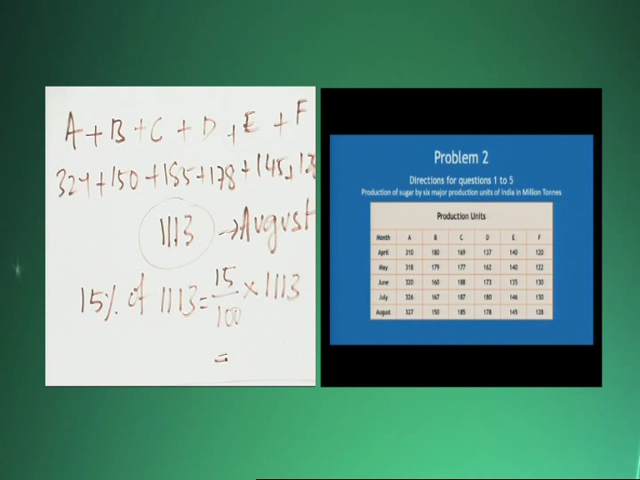 A + B + C + D + E + F
327 + 150 + 185 + 178 + 145 + 128
1113 → August
15% of 1113 = 15/100 × 1113
=
Problem 2
Directions for questions 1 to 5
Production of sugar by six major production units of India in Million Tonnes
Production Units
Month A B C D E F
April 310 180 169 137 140 120
May 318 179 177 162 140 122
June 320 160 188 173 135 130
July 326 167 187 180 146 130
August 327 150 185 178 145 128